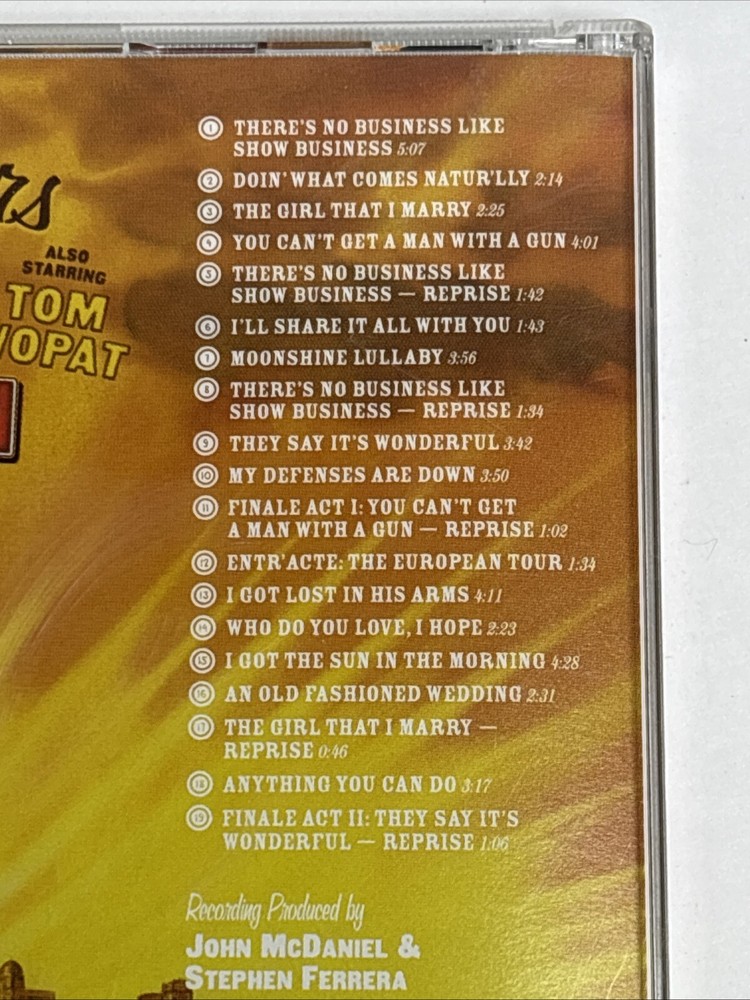 rs
ALSO
STARRING
TOM
WOPAT
1 THERE'S NO BUSINESS LIKE
SHOW BUSINESS 5:07
2 DOIN' WHAT COMES NATUR'LLY 2:14
3 THE GIRL THAT I MARRY 2:25
4 YOU CAN'T GET A MAN WITH A GUN 4:01
5 THERE'S NO BUSINESS LIKE
SHOW BUSINESS — REPRISE 1:42
6 I'LL SHARE IT ALL WITH YOU 1:43
7 MOONSHINE LULLABY 3:56
8 THERE'S NO BUSINESS LIKE
SHOW BUSINESS — REPRISE 1:34
9 THEY SAY IT'S WONDERFUL 3:42
10 MY DEFENSES ARE DOWN 3:50
11 FINALE ACT I: YOU CAN'T GET
A MAN WITH A GUN — REPRISE 1:02
12 ENTR'ACTE: THE EUROPEAN TOUR 1:34
13 I GOT LOST IN HIS ARMS 4:11
14 WHO DO YOU LOVE, I HOPE 2:23
15 I GOT THE SUN IN THE MORNING 4:28
16 AN OLD FASHIONED WEDDING 2:31
17 THE GIRL THAT I MARRY —
REPRISE 0:46
18 ANYTHING YOU CAN DO 3:17
19 FINALE ACT II: THEY SAY IT'S
WONDERFUL — REPRISE 1:06
Recording Produced by
JOHN MCDANIEL &
STEPHEN FERRERA